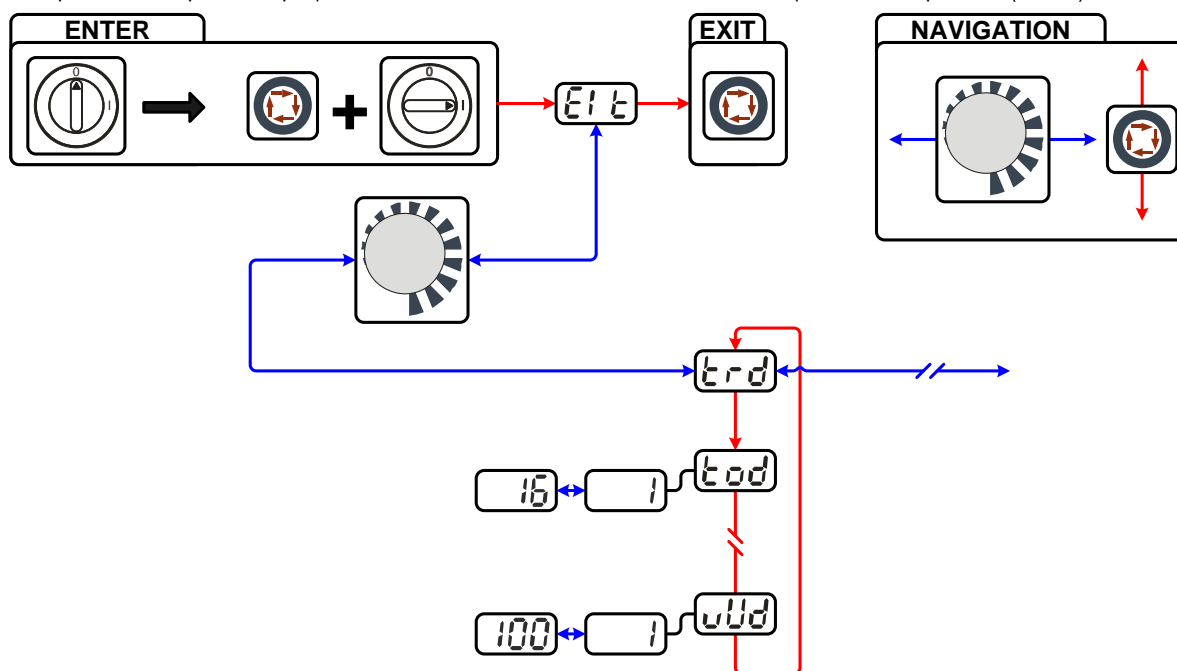 ENTER
EXIT
NAVIGATION
0
I
0
I
EIt
trd
tod
16
1
vUd
100
1